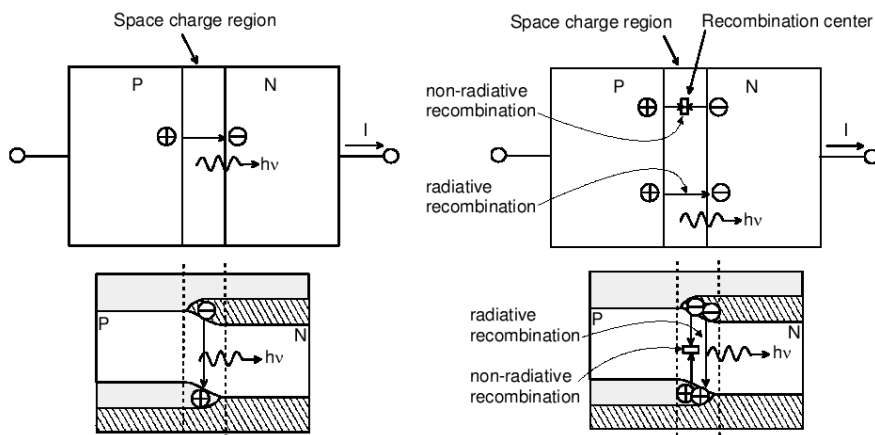 Space charge region
P
N
I
hν
P
N
hν
Space charge region
Recombination center
non-radiative
recombination
P
N
I
radiative
recombination
hν
radiative
recombination
non-radiative
recombination
P
N
hν